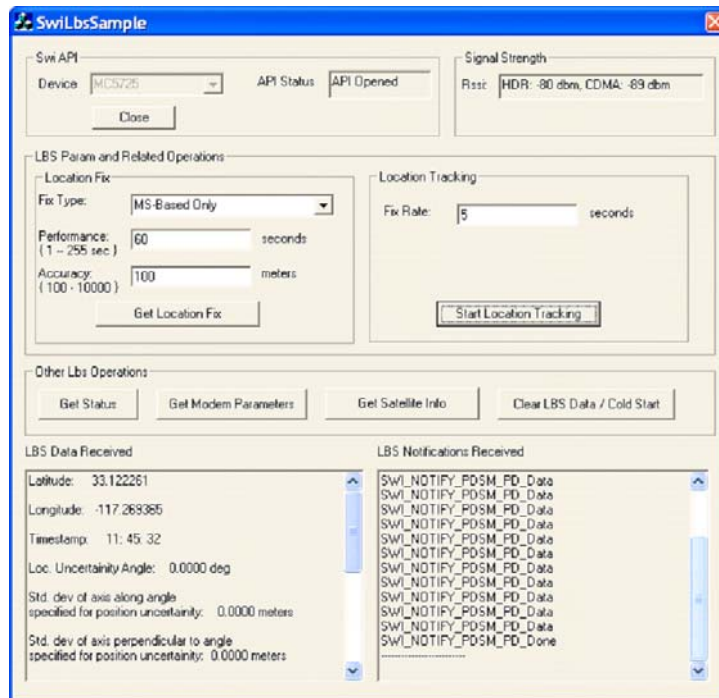 SwiLbsSample
Swi API
Device
MC5725
API Status
API Opened
Close
Signal Strength
Rssi:
HDR: -80 dbm, CDMA: -89 dbm
LBS Param and Related Operations
Location Fix
Fix Type:
MS-Based Only
Performance:
( 1 -- 255 sec )
60
seconds
Accuracy:
( 100 - 10000 )
100
meters
Get Location Fix
Location Tracking
Fix Rate:
5
seconds
Start Location Tracking
Other Lbs Operations
Get Status
Get Modem Parameters
Get Satellite Info
Clear LBS Data / Cold Start
LBS Data Received
Latitude: 33.122261
Longitude: -117.269365
Timestamp: 11: 45: 32
Loc. Uncertainity Angle: 0.0000 deg
Std. dev of axis along angle
specified for position uncertainity: 0.0000 meters
Std. dev of axis perpendicular to angle
specified for position uncertainity: 0.0000 meters
LBS Notifications Received
SWI_NOTIFY_PDSM_PD_Data
SWI_NOTIFY_PDSM_PD_Data
SWI_NOTIFY_PDSM_PD_Data
SWI_NOTIFY_PDSM_PD_Data
SWI_NOTIFY_PDSM_PD_Data
SWI_NOTIFY_PDSM_PD_Data
SWI_NOTIFY_PDSM_PD_Data
SWI_NOTIFY_PDSM_PD_Data
SWI_NOTIFY_PDSM_PD_Data
SWI_NOTIFY_PDSM_PD_Data
SWI_NOTIFY_PDSM_PD_Data
SWI_NOTIFY_PDSM_PD_Done
------------------------